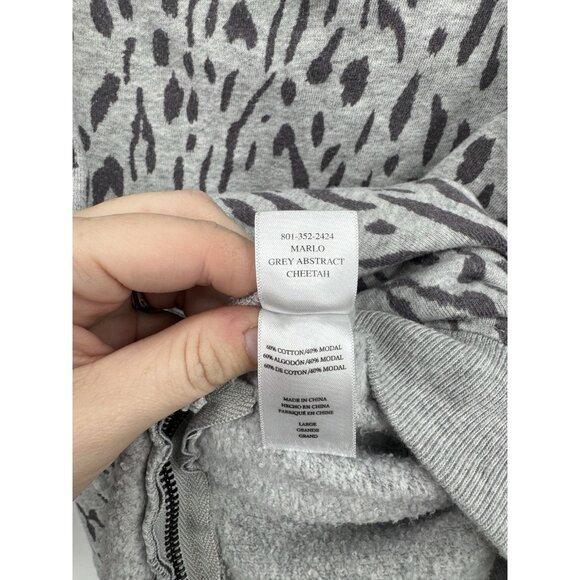 801-352-2424
MARLO
GREY ABSTRACT
CHEETAH
60% COTTON/40% MODAL
60% ALGODÓN/40% MODAL
60% DE COTON/40% MODAL
MADE IN CHINA
HECHO EN CHINA
FABRIQUÉ EN CHINE
LARGE
GRANDE
GRAND